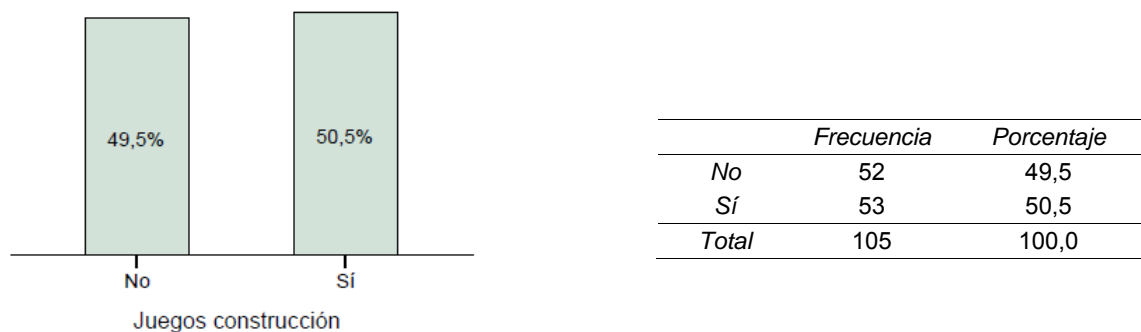 49,5%
50,5%
No
Sí
Juegos construcción
Frecuencia Porcentaje
No 52 49,5
Sí 53 50,5
Total 105 100,0